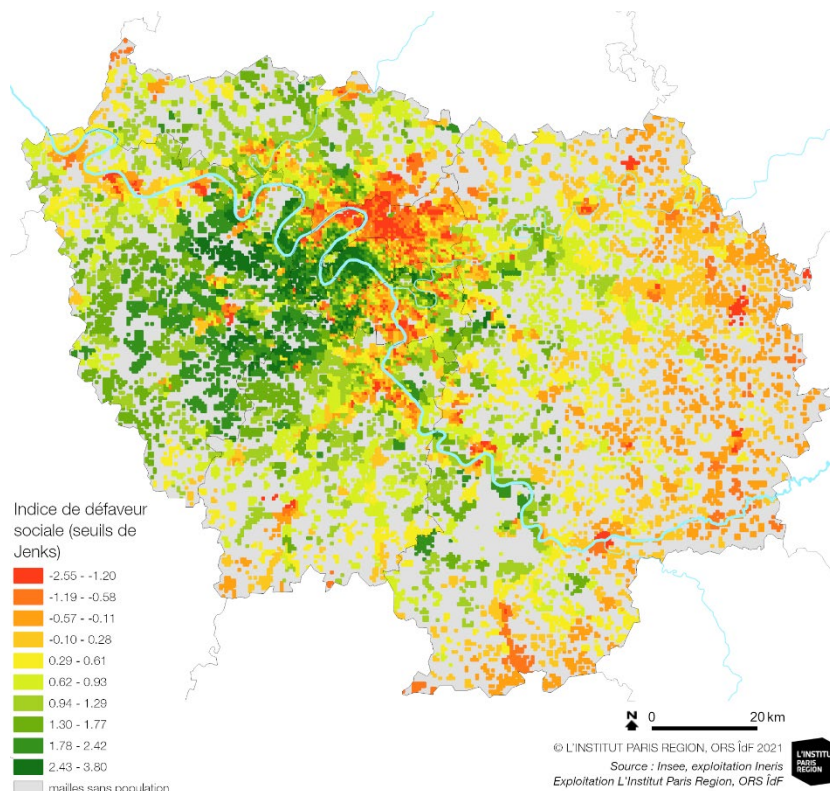 Indice de défaveur
sociale (seuils de
Jenks)
-2.55 - -1.20
-1.19 - -0.58
-0.57 - -0.11
-0.10 - 0.28
0.29 - 0.61
0.62 - 0.93
0.94 - 1.29
1.30 - 1.77
1.78 - 2.42
2.43 - 3.80
mailles sans population
N 0 20 km
© L'INSTITUT PARIS REGION, ORS ÎdF 2021
Source : Insee, exploitation Ineris
Exploitation L'Institut Paris Region, ORS ÎdF
L'INSTITUT
PARIS
REGION